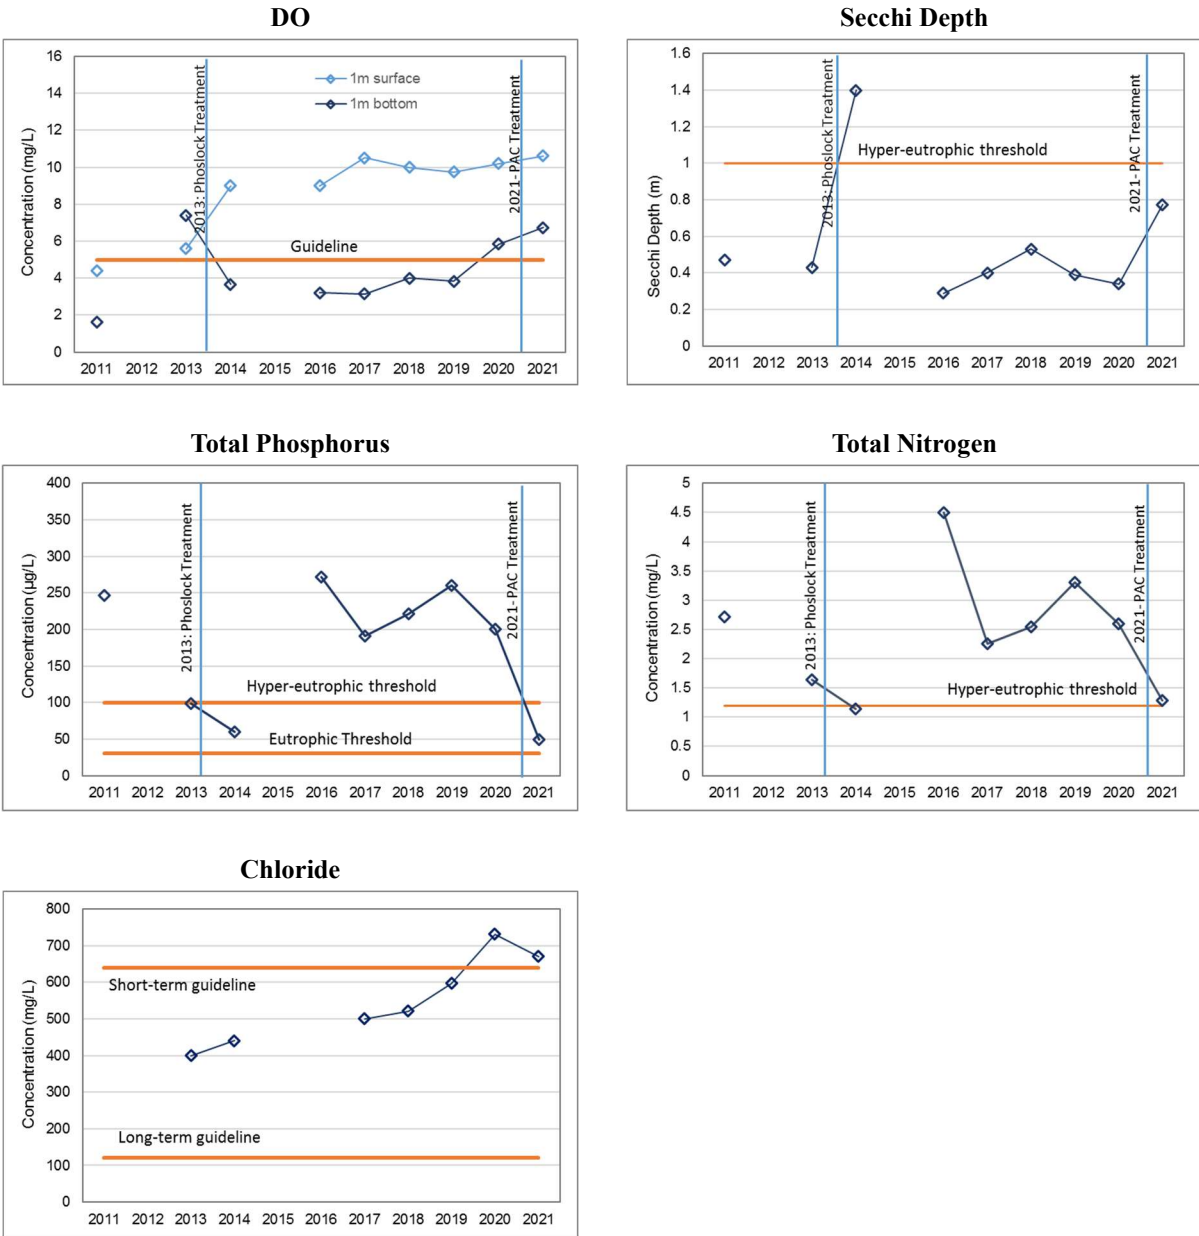 DO
16
14
12
10
8
6
4
2
0
Concentration (mg/L)
1m surface
1m bottom
2013: Phoslock Treatment
2021- PAC Treatment
Guideline
2011 2012 2013 2014 2015 2016 2017 2018 2019 2020 2021
Secchi Depth
1.6
1.4
1.2
1
0.8
0.6
0.4
0.2
0
Secchi Depth (m)
2013: Phoslock Treatment
Hyper-eutrophic threshold
2021- PAC Treatment
2011 2012 2013 2014 2015 2016 2017 2018 2019 2020 2021
Total Phosphorus
400
350
300
250
200
150
100
50
0
Concentration (µg/L)
2013: Phoslock Treatment
2021- PAC Treatment
Hyper-eutrophic threshold
Eutrophic Threshold
2011 2012 2013 2014 2015 2016 2017 2018 2019 2020 2021
Total Nitrogen
5
4.5
4
3.5
3
2.5
2
1.5
1
0.5
0
Concentration (mg/L)
2013: Phoslock Treatment
2021- PAC Treatment
Hyper-eutrophic threshold
2011 2012 2013 2014 2015 2016 2017 2018 2019 2020 2021
Chloride
800
700
600
500
400
300
200
100
0
Concentration (mg/L)
Short-term guideline
Long-term guideline
2011 2012 2013 2014 2015 2016 2017 2018 2019 2020 2021